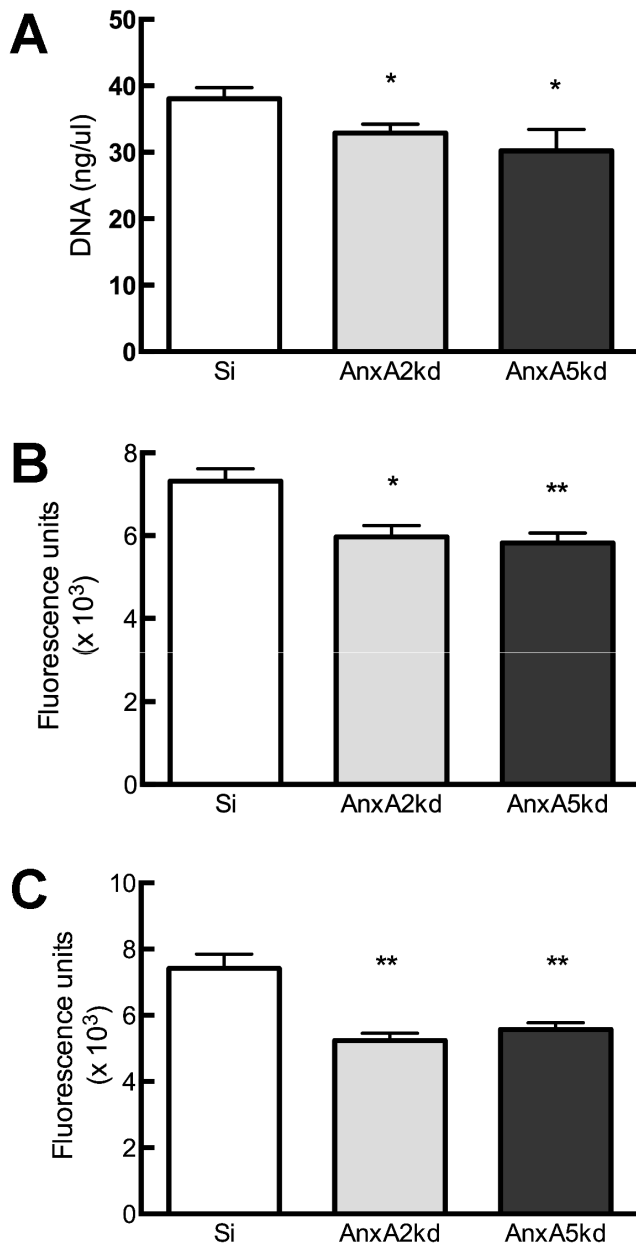 A
50
40
30
20
10
0
DNA (ng/ul)
*
*
Si AnxA2kd AnxA5kd
B
8
6
4
2
0
Fluorescence units
(x 10³)
*
**
Si AnxA2kd AnxA5kd
C
10
8
6
4
2
0
Fluorescence units
(x 10³)
**
**
Si AnxA2kd AnxA5kd